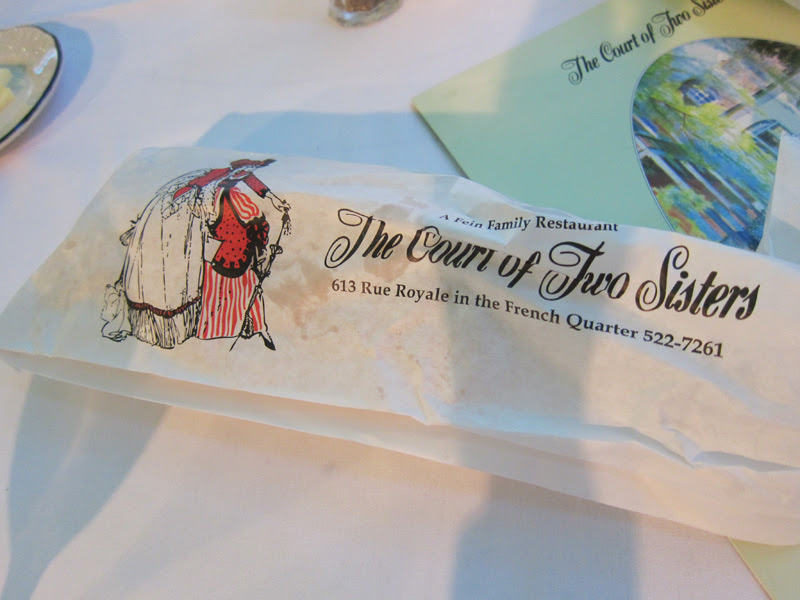 The Court of Two Sisters
A Fein Family Restaurant
The Court of Two Sisters
613 Rue Royale in the French Quarter 522-7261